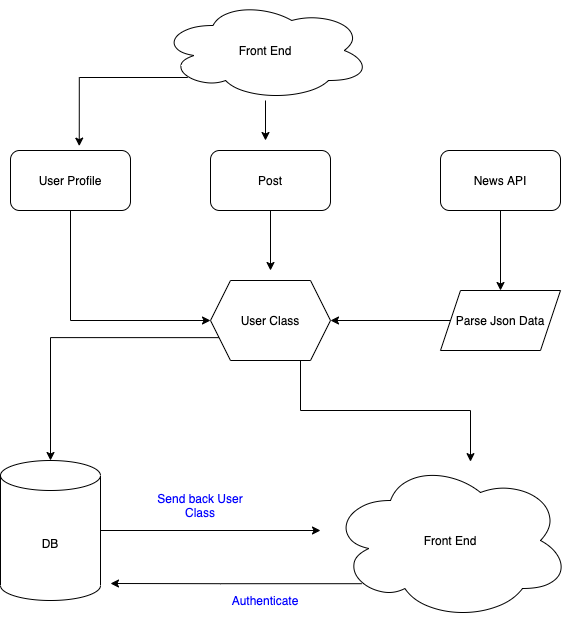 Front End
User Profile
Post
News API
User Class
Parse Json Data
Send back User
Class
DB
Front End
Authenticate